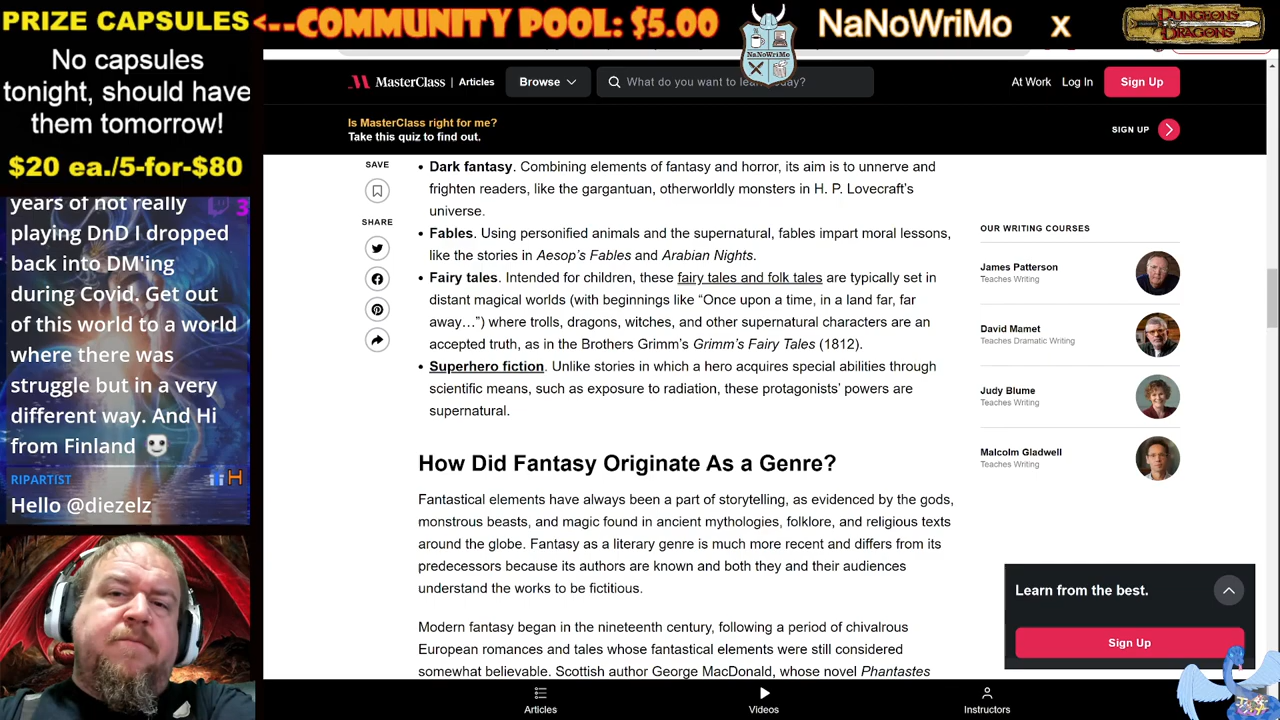 PRIZE CAPSULES
<--COMMUNITY POOL: $5.00
NaNoWriMo
NaNoWriMo
x
DUNGEONS & DRAGONS
No capsules
tonight, should have
them tomorrow!
$20 ea./5-for-$80
years of not really
playing DnD I dropped
back into DM'ing
during Covid. Get out
of this world to a world
where there was
struggle but in a very
different way. And Hi
from Finland
RIPARTIST
Hello @diezelz
MasterClass | Articles
Browse
What do you want to learn today?
At Work
Log In
Sign Up
Is MasterClass right for me?
Take this quiz to find out.
SIGN UP
SAVE
SHARE
• Dark fantasy. Combining elements of fantasy and horror, its aim is to unnerve and
frighten readers, like the gargantuan, otherworldly monsters in H. P. Lovecraft's
universe.
• Fables. Using personified animals and the supernatural, fables impart moral lessons,
like the stories in Aesop's Fables and Arabian Nights.
• Fairy tales. Intended for children, these fairy tales and folk tales are typically set in
distant magical worlds (with beginnings like “Once upon a time, in a land far, far
away…”) where trolls, dragons, witches, and other supernatural characters are an
accepted truth, as in the Brothers Grimm's Grimm's Fairy Tales (1812).
• Superhero fiction. Unlike stories in which a hero acquires special abilities through
scientific means, such as exposure to radiation, these protagonists' powers are
supernatural.
How Did Fantasy Originate As a Genre?
Fantastical elements have always been a part of storytelling, as evidenced by the gods,
monstrous beasts, and magic found in ancient mythologies, folklore, and religious texts
around the globe. Fantasy as a literary genre is much more recent and differs from its
predecessors because its authors are known and both they and their audiences
understand the works to be fictitious.
Modern fantasy began in the nineteenth century, following a period of chivalrous
European romances and tales whose fantastical elements were still considered
somewhat believable. Scottish author George MacDonald, whose novel Phantastes
OUR WRITING COURSES
James Patterson
Teaches Writing
David Mamet
Teaches Dramatic Writing
Judy Blume
Teaches Writing
Malcolm Gladwell
Teaches Writing
Learn from the best.
Sign Up
Articles
Videos
Instructors